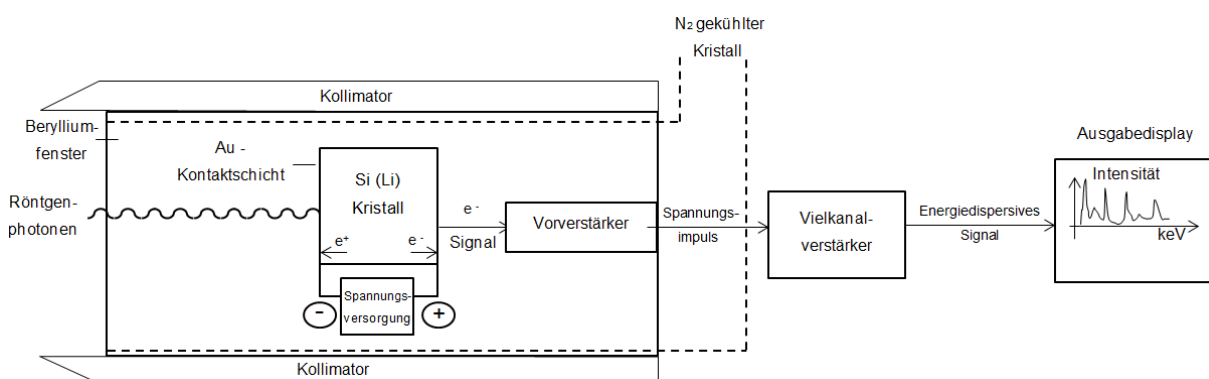 N₂ gekühlter
Kristall
Kollimator
Beryllium-
fenster
Au -
Kontaktschicht
Röntgen-
photonen
Si (Li)
Kristall
e⁺
e⁻
e⁻
Signal
Vorverstärker
Spannungs-
impuls
Vielkanal-
verstärker
Energiedispersives
Signal
Ausgabedisplay
Intensität
keV
Spannungs-
versorgung
−
+
Kollimator